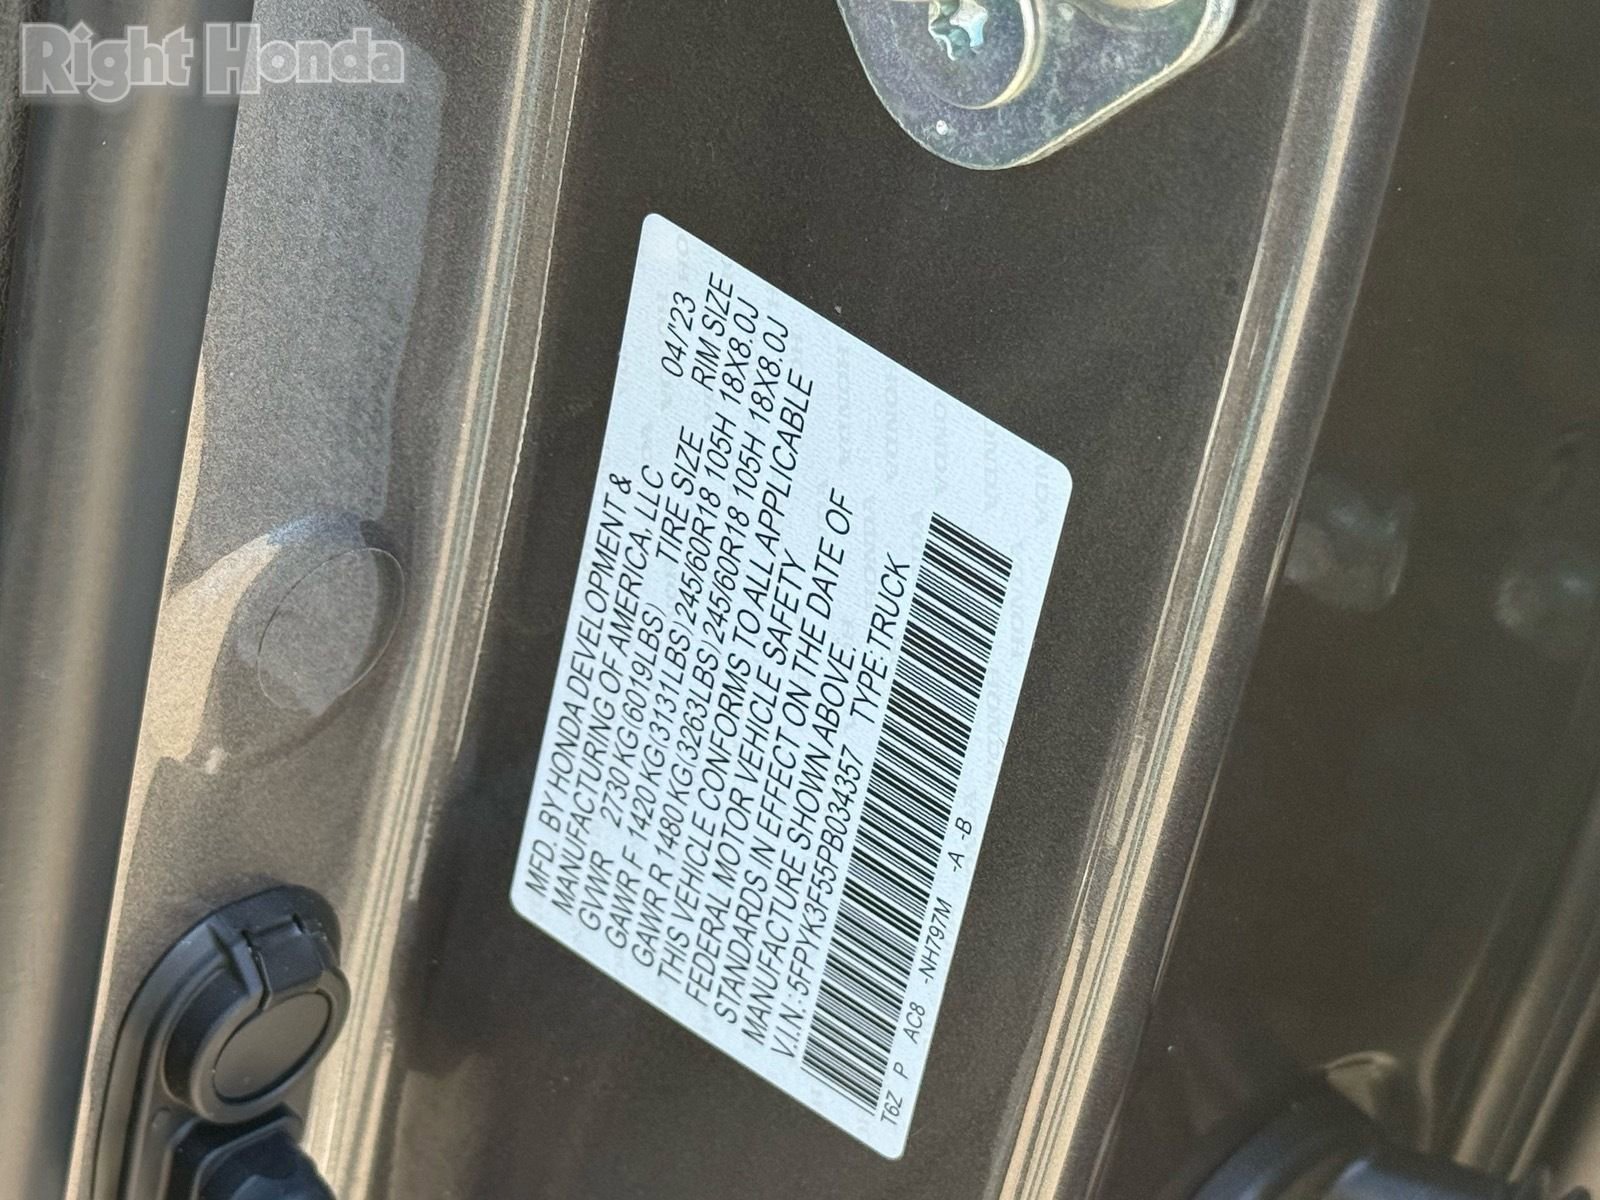 Right Honda
MFD. BY HONDA DEVELOPMENT &
MANUFACTURING OF AMERICA, LLC 04/'23
GVWR 2730 KG(6019LBS) TIRE SIZE RIM SIZE
GAWR F 1420 KG(3131LBS) 245/60R18 105H 18X8.0J
GAWR R 1480 KG(3263LBS) 245/60R18 105H 18X8.0J
THIS VEHICLE CONFORMS TO ALL APPLICABLE
FEDERAL MOTOR VEHICLE SAFETY
STANDARDS IN EFFECT ON THE DATE OF
MANUFACTURE SHOWN ABOVE.
V.I.N.: 5FPYK3F55PB034357 TYPE: TRUCK
T6Z P AC8 -NH797M -A -B